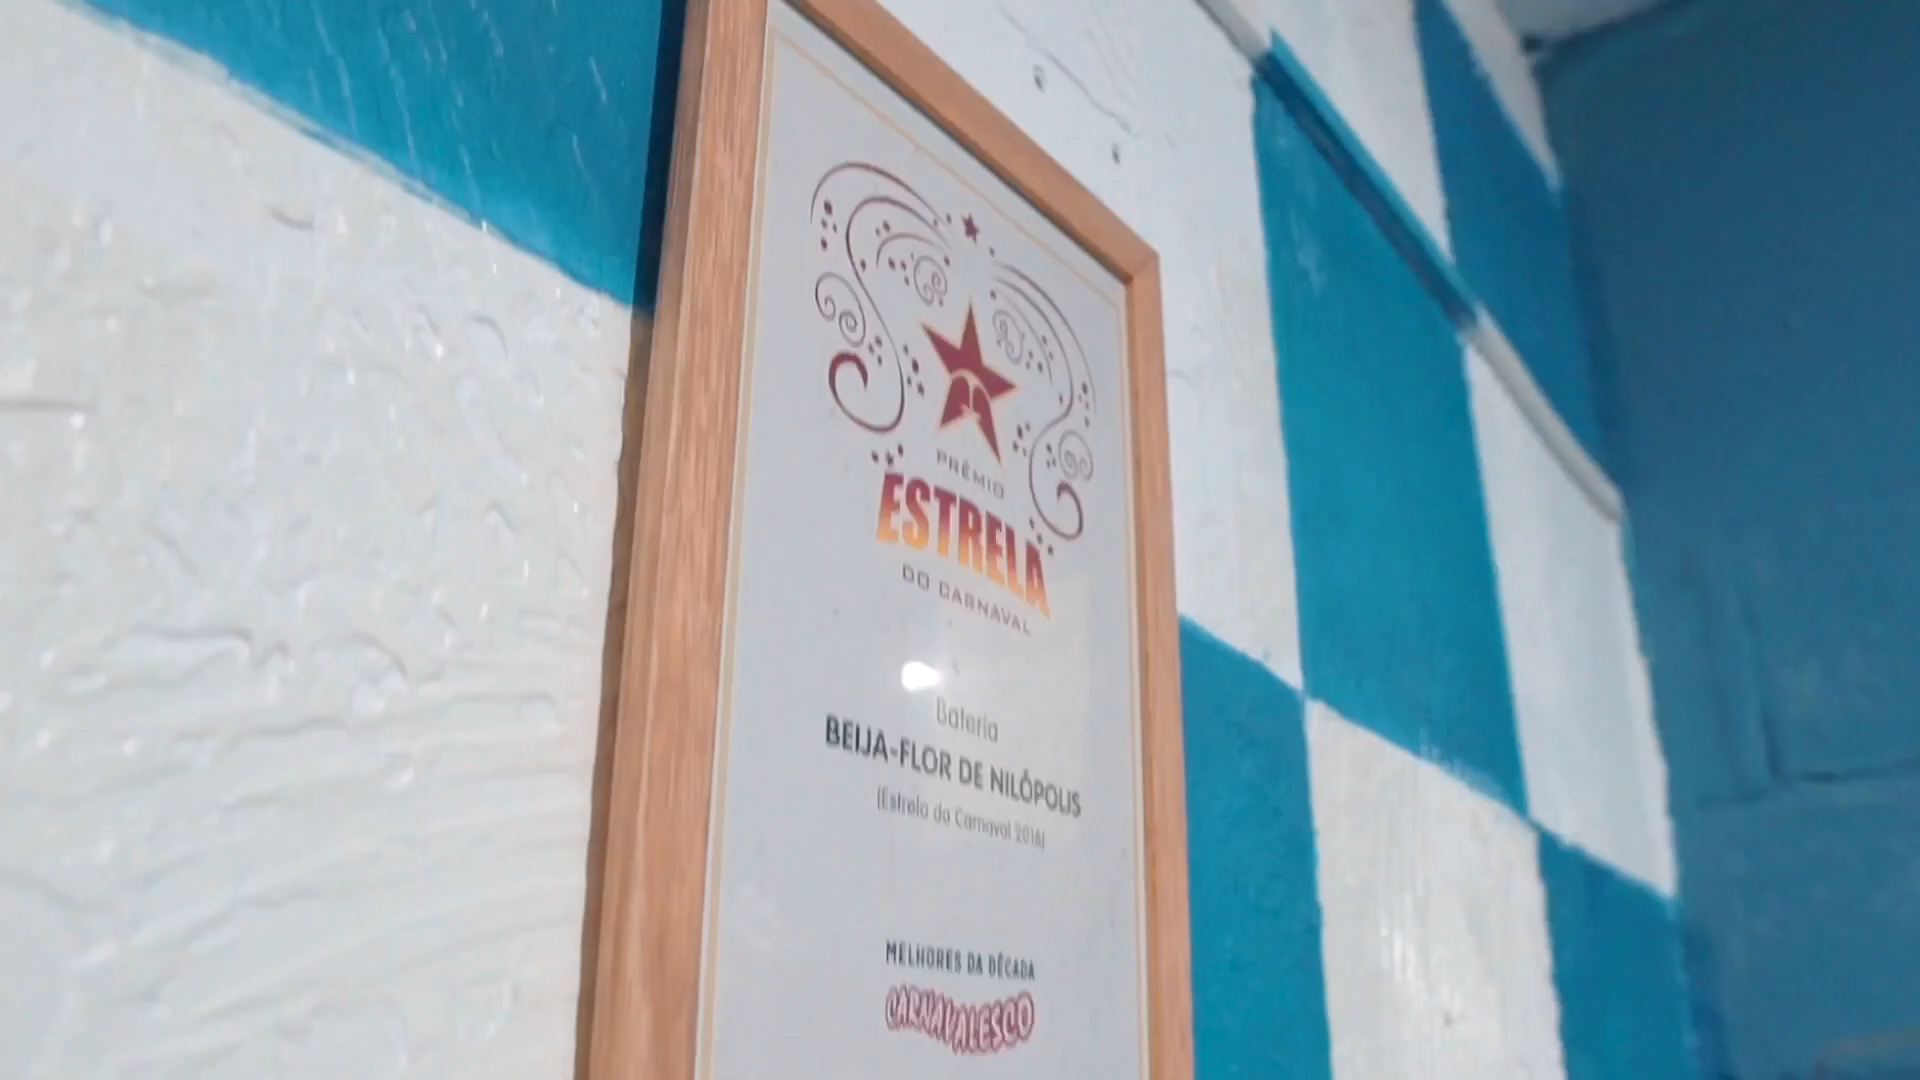 PRÊMIO
ESTRELA
DO CARNAVAL
Bateria
BEIJA-FLOR DE NILÓPOLIS
(Estrela do Carnaval 2016)
MELHORES DA DÉCADA
CARNAVALESCO